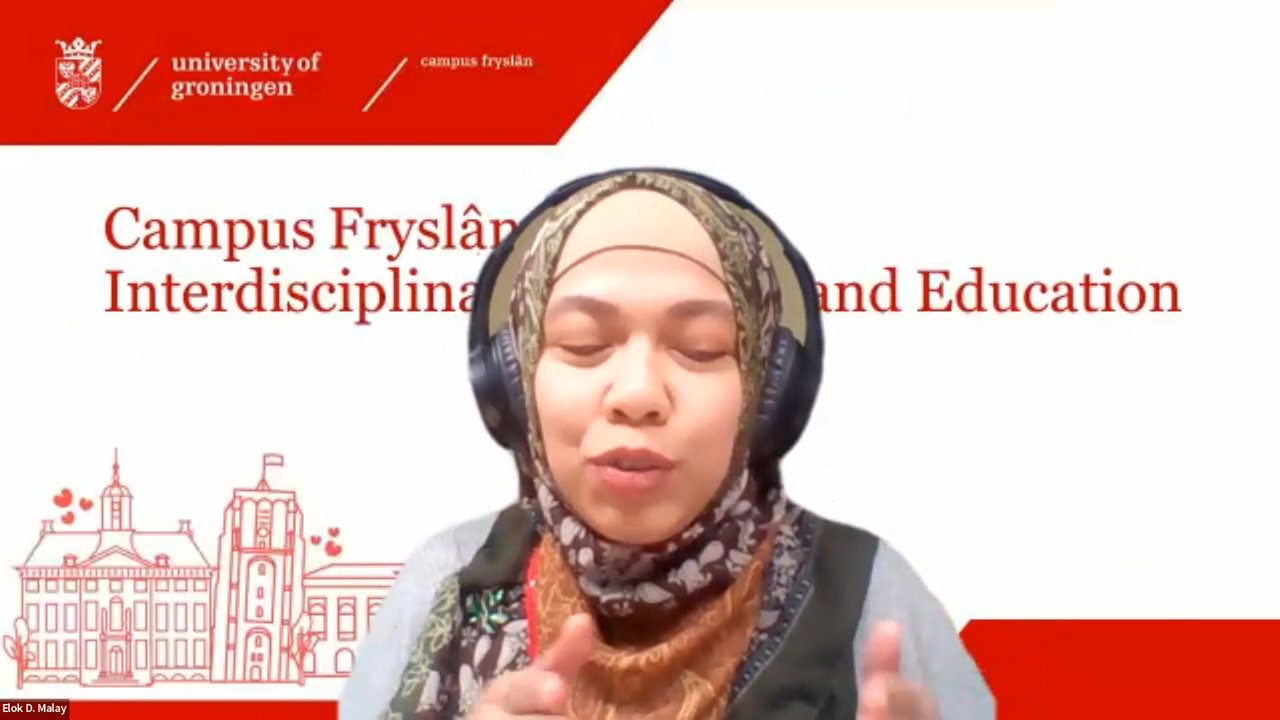 university of
groningen
campus fryslân
Campus Fryslân
Interdisciplina and Education
Elok D. Malay